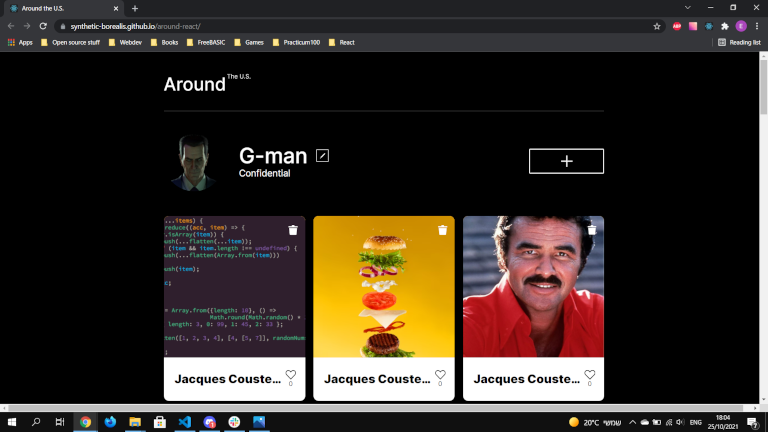 Around the U.S.
synthetic-borealis.github.io/around-react/
ABP
E
Apps Open source stuff Webdev Books FreeBASIC Games Practicum100 React Reading list
Around The U.S.
G-man
Confidential
...items) {
reduce((acc, item) => {
.isArray(item)) {
ush(...flatten(...item));
(item && item.length !== undefined) {
ush(...flatten(Array.from(item)))
ush(item);
c;
= Array.from({length: 10}, () =>
Math.round(Math.random() *
length: 3, 0: 99, 1: 45, 2: 33 };
ten([1, 2, 3, 4], [4, [5, 7]], randomNum
;
Jacques Couste... 0
Jacques Couste... 0
Jacques Couste... 0
20°C שמשי ENG 18:04
25/10/2021